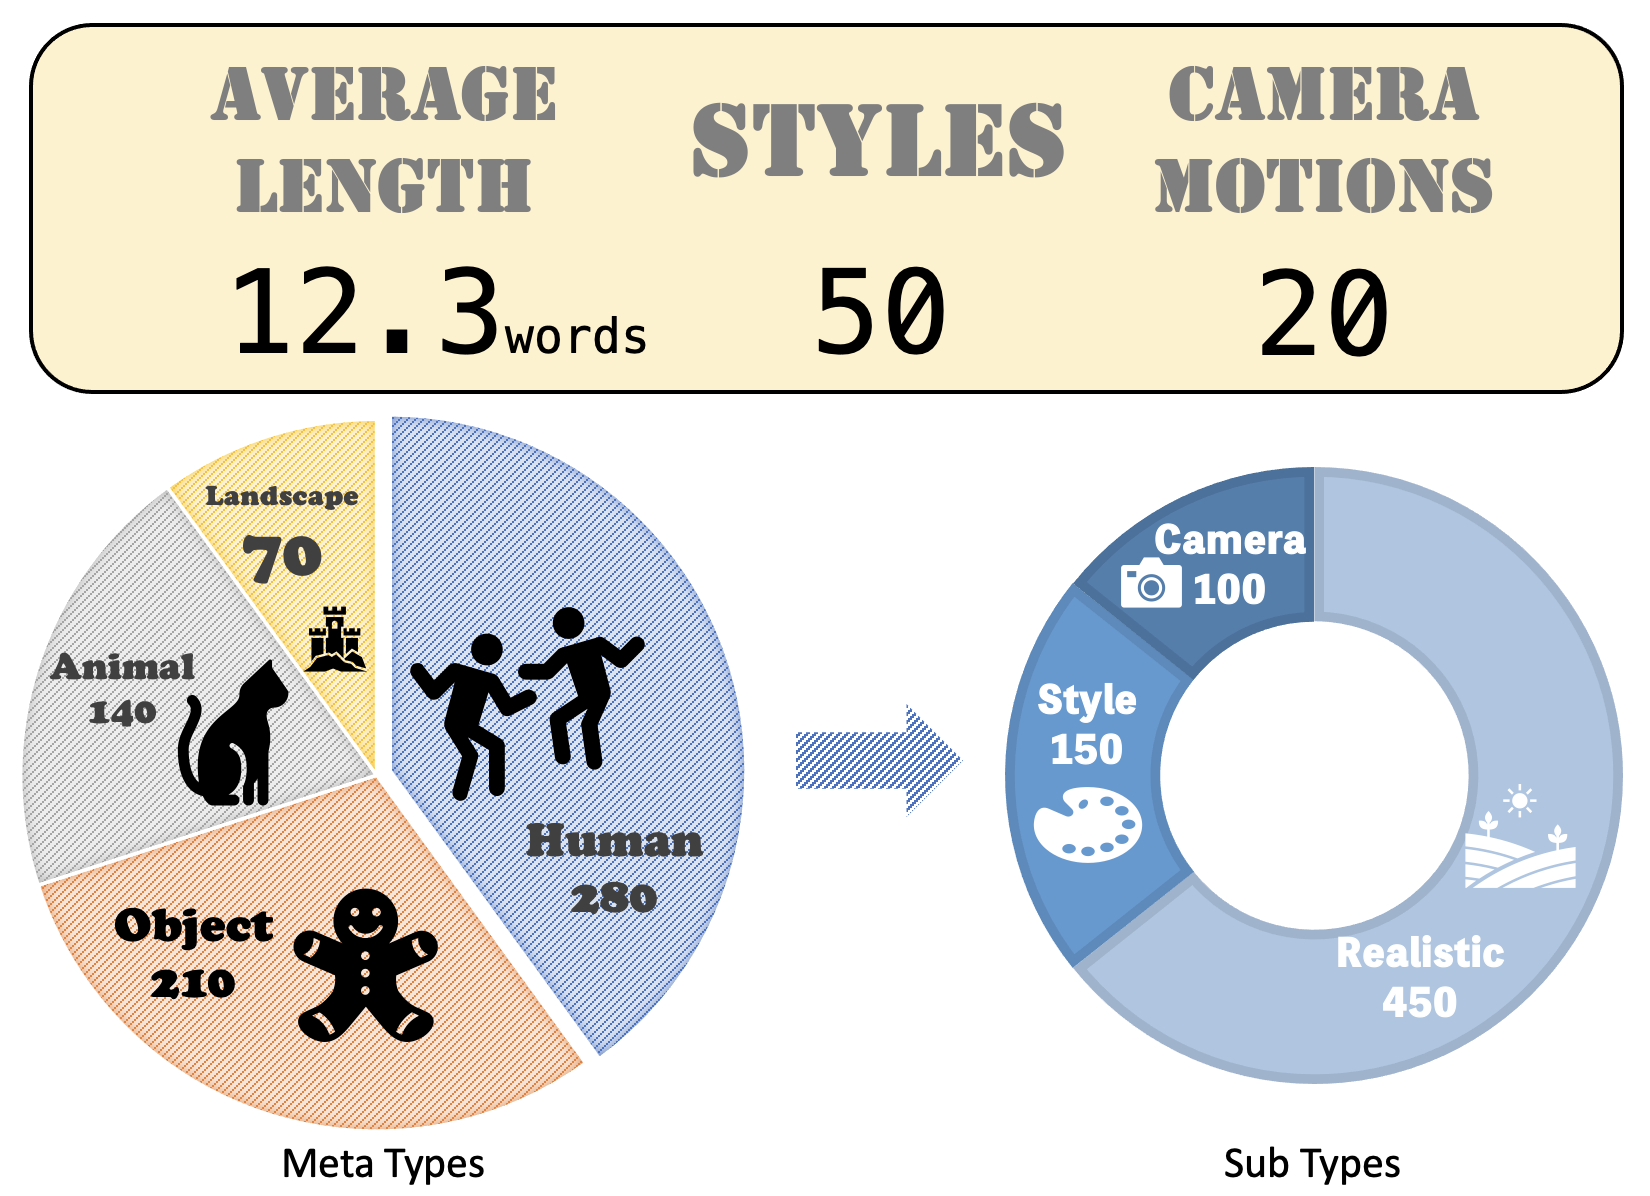 AVERAGE
LENGTH
12.3words
STYLES
50
CAMERA
MOTIONS
20
Landscape
70
Animal
140
Object
210
Human
280
Meta Types
Camera
100
Style
150
Realistic
450
Sub Types